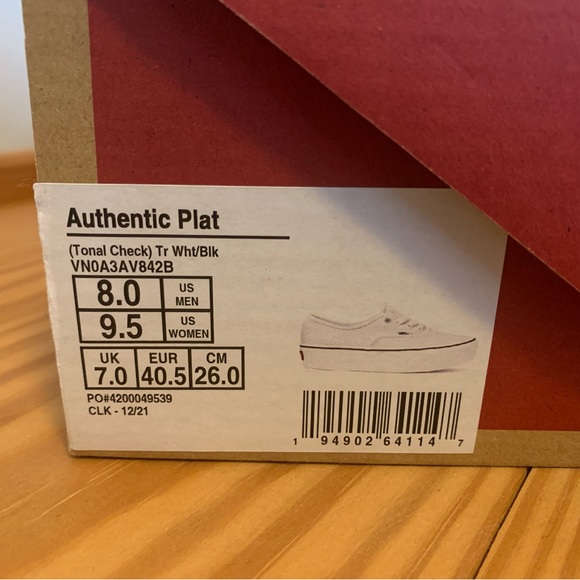 Authentic Plat
(Tonal Check) Tr Wht/Blk
VN0A3AV842B
8.0 US MEN
9.5 US WOMEN
UK EUR CM
7.0 40.5 26.0
PO#4200049539
CLK - 12/21
1 94902 64114 7